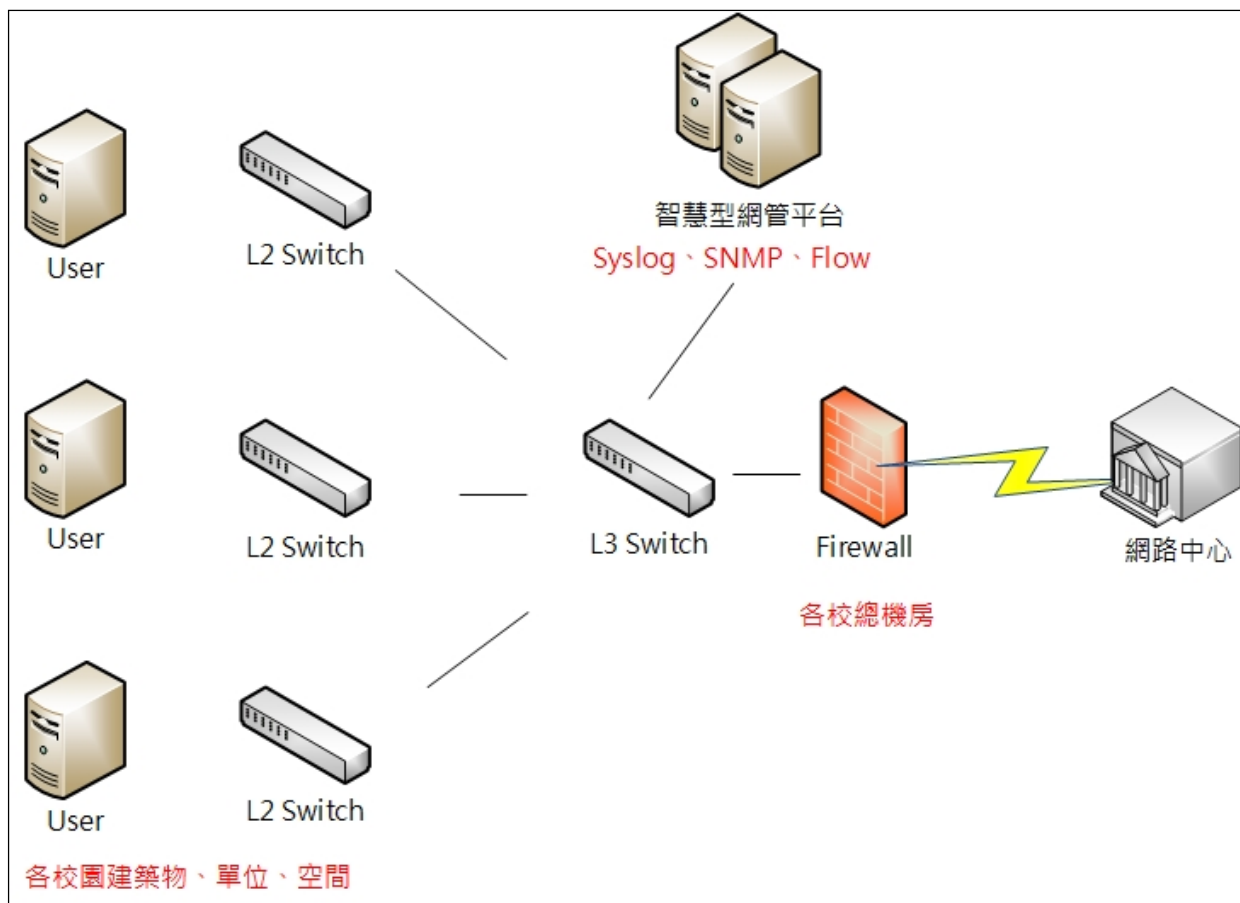 智慧型網管平台
Syslog、SNMP、Flow
User
L2 Switch
User
L2 Switch
L3 Switch
Firewall
網路中心
各校總機房
User
L2 Switch
各校園建築物、單位、空間